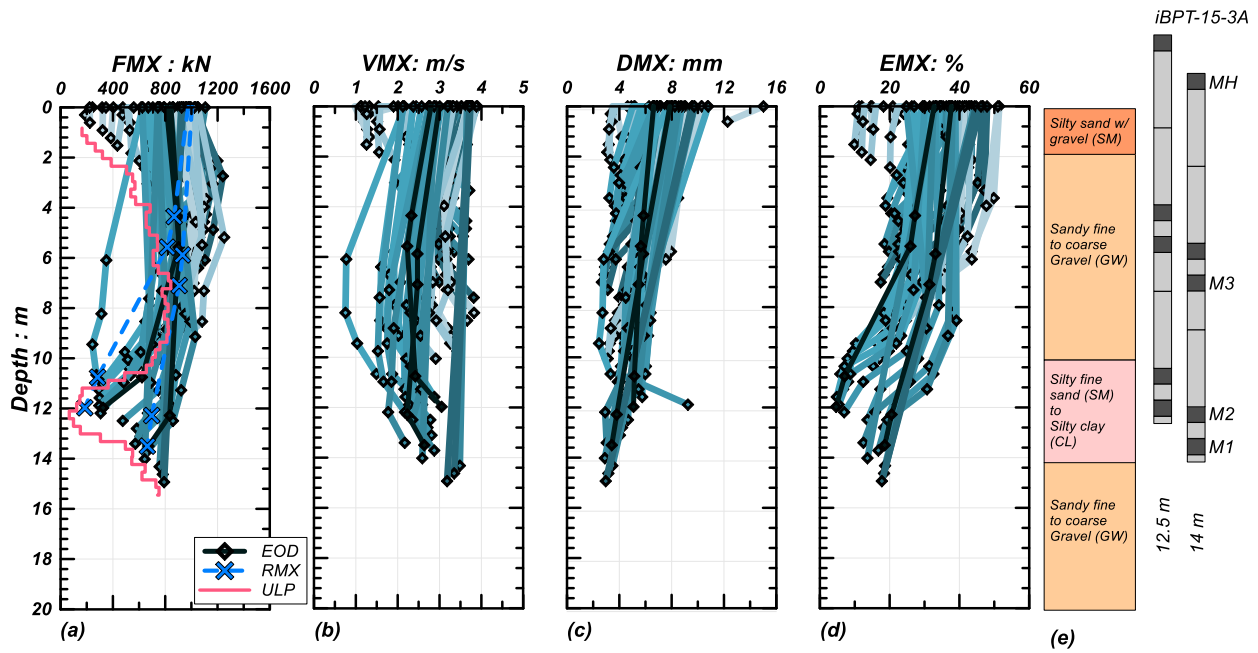 iBPT-15-3A
FMX : kN
VMX: m/s
DMX: mm
EMX: %
0 400 800 1200 1600
0 1 2 3 4 5
0 4 8 12 16
0 20 40 60
0
2
4
6
8
10
12
14
16
18
20
Depth : m
EOD
RMX
ULP
Silty sand w/
gravel (SM)
Sandy fine
to coarse
Gravel (GW)
Silty fine
sand (SM)
to
Silty clay
(CL)
Sandy fine
to coarse
Gravel (GW)
MH
M3
M2
M1
12.5 m
14 m
(a)
(b)
(c)
(d)
(e)